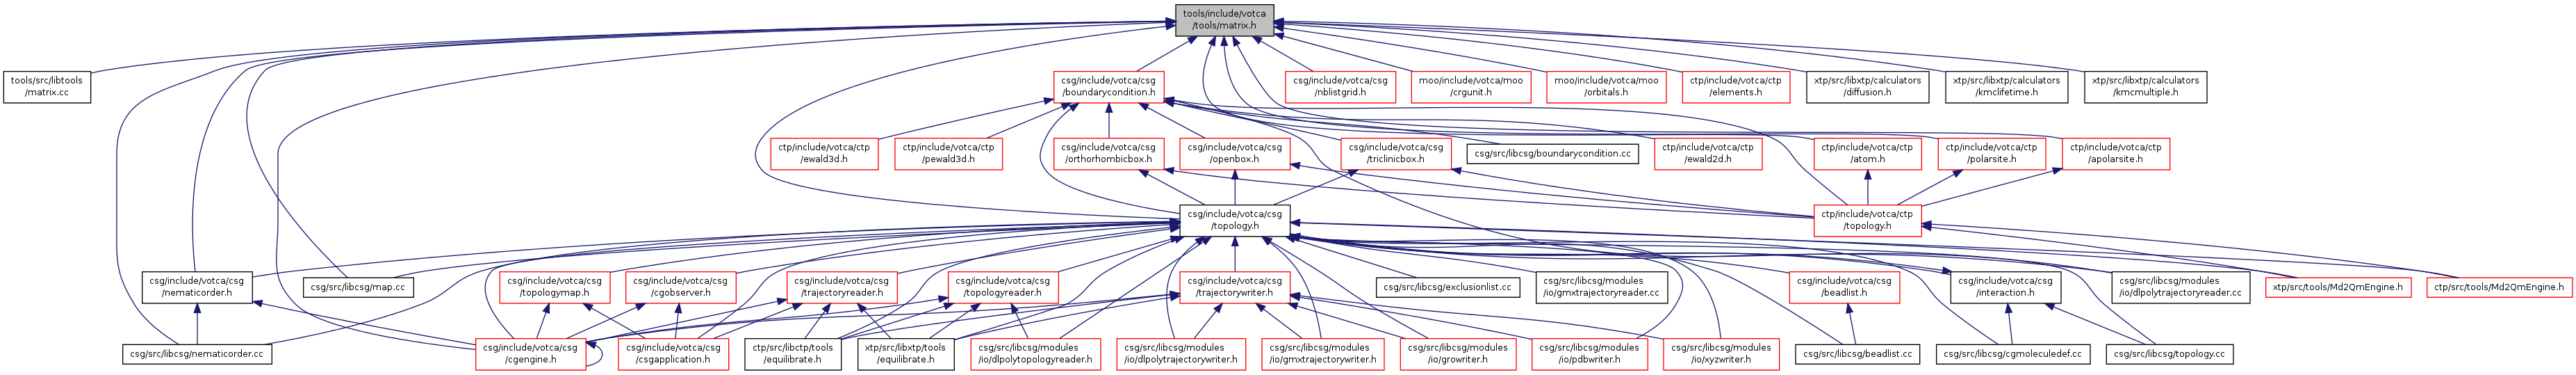 tools/include/votca
/tools/matrix.h
tools/src/libtools
/matrix.cc
csg/include/votca/csg
/boundarycondition.h
csg/include/votca/csg
/nblistgrid.h
moo/include/votca/moo
/crgunit.h
moo/include/votca/moo
/orbitals.h
ctp/include/votca/ctp
/elements.h
xtp/src/libxtp/calculators
/diffusion.h
xtp/src/libxtp/calculators
/kmclifetime.h
xtp/src/libxtp/calculators
/kmcmultiple.h
ctp/include/votca/ctp
/ewald3d.h
ctp/include/votca/ctp
/pewald3d.h
csg/include/votca/csg
/orthorhombicbox.h
csg/include/votca/csg
/openbox.h
csg/include/votca/csg
/triclinicbox.h
csg/src/libcsg/boundarycondition.cc
ctp/include/votca/ctp
/ewald2d.h
ctp/include/votca/ctp
/atom.h
ctp/include/votca/ctp
/polarsite.h
ctp/include/votca/ctp
/apolarsite.h
csg/include/votca/csg
/topology.h
ctp/include/votca/ctp
/topology.h
csg/include/votca/csg
/nematicorder.h
csg/src/libcsg/map.cc
csg/include/votca/csg
/topologymap.h
csg/include/votca/csg
/cgobserver.h
csg/include/votca/csg
/trajectoryreader.h
csg/include/votca/csg
/topologyreader.h
csg/include/votca/csg
/trajectorywriter.h
csg/src/libcsg/exclusionlist.cc
csg/src/libcsg/modules
/io/gmxtrajectoryreader.cc
csg/include/votca/csg
/beadlist.h
csg/include/votca/csg
/interaction.h
csg/src/libcsg/modules
/io/dlpolytrajectoryreader.cc
xtp/src/tools/Md2QmEngine.h
ctp/src/tools/Md2QmEngine.h
csg/src/libcsg/nematicorder.cc
csg/include/votca/csg
/cgengine.h
csg/include/votca/csg
/csgapplication.h
ctp/src/libctp/tools
/equilibrate.h
xtp/src/libxtp/tools
/equilibrate.h
csg/src/libcsg/modules
/io/dlpolytopologyreader.h
csg/src/libcsg/modules
/io/dlpolytrajectorywriter.h
csg/src/libcsg/modules
/io/gmxtrajectorywriter.h
csg/src/libcsg/modules
/io/growriter.h
csg/src/libcsg/modules
/io/pdbwriter.h
csg/src/libcsg/modules
/io/xyzwriter.h
csg/src/libcsg/beadlist.cc
csg/src/libcsg/cgmoleculedef.cc
csg/src/libcsg/topology.cc